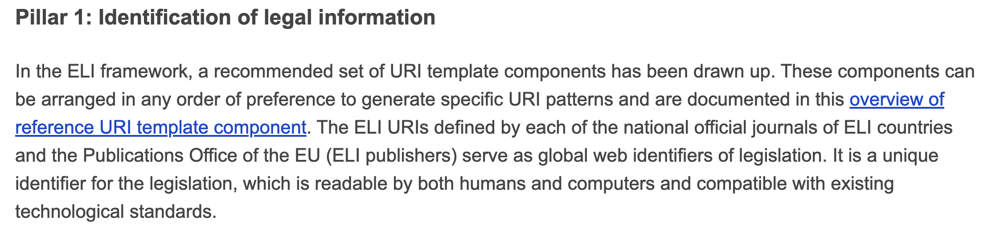 Pillar 1: Identification of legal information
In the ELI framework, a recommended set of URI template components has been drawn up. These components can
be arranged in any order of preference to generate specific URI patterns and are documented in this overview of
reference URI template component. The ELI URIs defined by each of the national official journals of ELI countries
and the Publications Office of the EU (ELI publishers) serve as global web identifiers of legislation. It is a unique
identifier for the legislation, which is readable by both humans and computers and compatible with existing
technological standards.